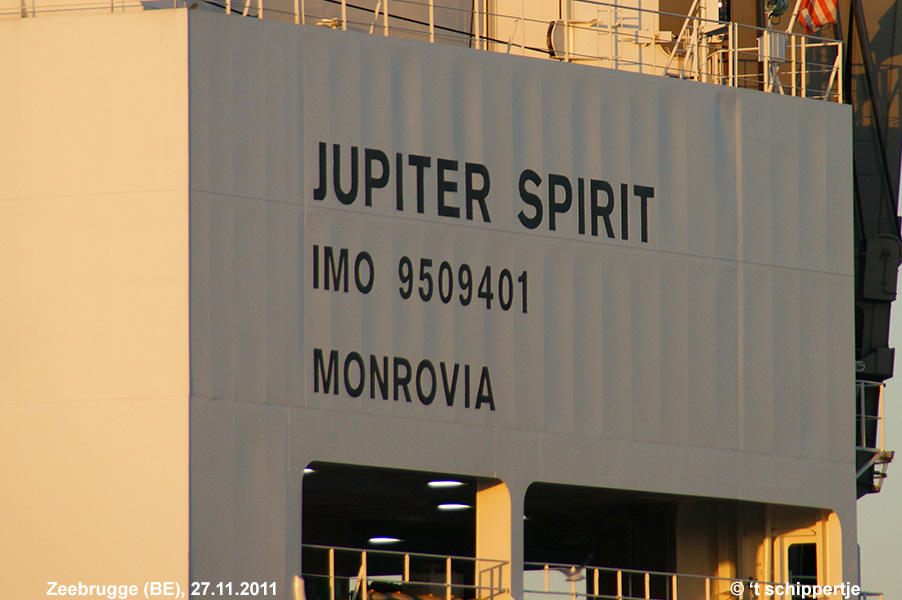 JUPITER SPIRIT
IMO 9509401
MONROVIA
Zeebrugge (BE), 27.11.2011
© ‘t schippertje